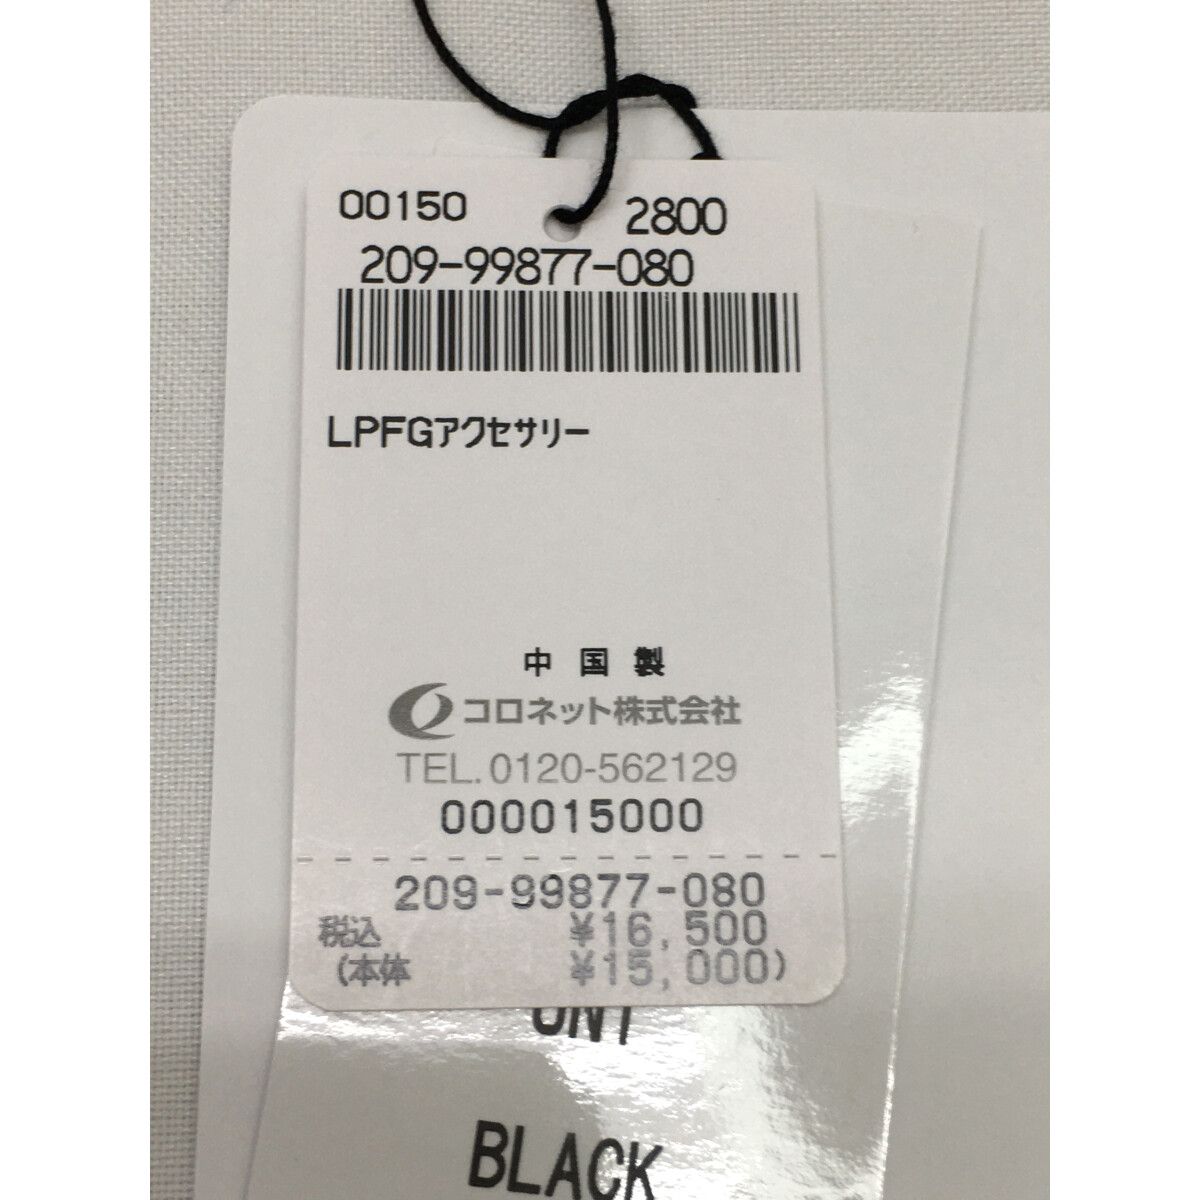 00150 2800
209-99877-080
LPFGアクセサリー
中国製
コロネット株式会社
TEL.0120-562129
000015000
209-99877-080
税込 ¥16,500
(本体 ¥15,000)
BLACK